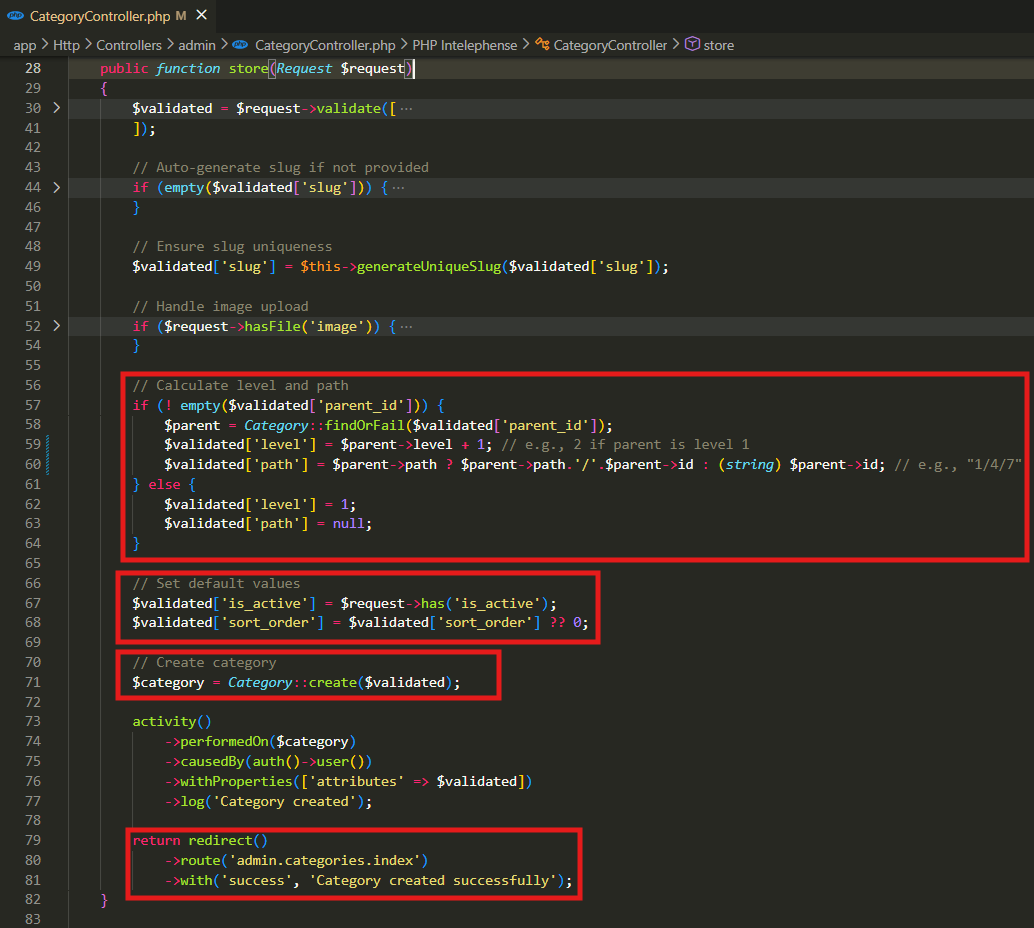 CategoryController.php M
app > Http > Controllers > admin > CategoryController.php > PHP Intelephense > CategoryController > store
28 public function store(Request $request)
29 {
30 $validated = $request->validate([ ···
41 ]);
42
43 // Auto-generate slug if not provided
44 if (empty($validated['slug'])) { ···
46 }
47
48 // Ensure slug uniqueness
49 $validated['slug'] = $this->generateUniqueSlug($validated['slug']);
50
51 // Handle image upload
52 if ($request->hasFile('image')) { ···
54 }
55
56 // Calculate level and path
57 if (! empty($validated['parent_id'])) {
58 $parent = Category::findOrFail($validated['parent_id']);
59 $validated['level'] = $parent->level + 1; // e.g., 2 if parent is level 1
60 $validated['path'] = $parent->path ? $parent->path.'/'.$parent->id : (string) $parent->id; // e.g., "1/4/7"
61 } else {
62 $validated['level'] = 1;
63 $validated['path'] = null;
64 }
65
66 // Set default values
67 $validated['is_active'] = $request->has('is_active');
68 $validated['sort_order'] = $validated['sort_order'] ?? 0;
69
70 // Create category
71 $category = Category::create($validated);
72
73 activity()
74 ->performedOn($category)
75 ->causedBy(auth()->user())
76 ->withProperties(['attributes' => $validated])
77 ->log('Category created');
78
79 return redirect()
80 ->route('admin.categories.index')
81 ->with('success', 'Category created successfully');
82 }
83